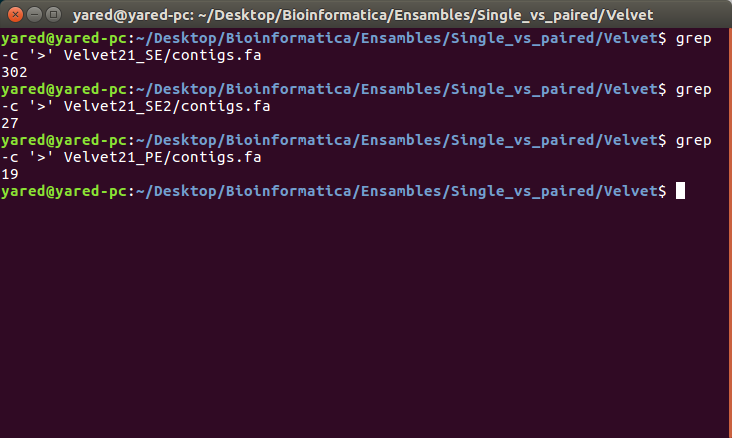 yared@yared-pc: ~/Desktop/Bioinformatica/Ensambles/Single_vs_paired/Velvet
yared@yared-pc:~/Desktop/Bioinformatica/Ensambles/Single_vs_paired/Velvet$ grep
-c '>' Velvet21_SE/contigs.fa
302
yared@yared-pc:~/Desktop/Bioinformatica/Ensambles/Single_vs_paired/Velvet$ grep
-c '>' Velvet21_SE2/contigs.fa
27
yared@yared-pc:~/Desktop/Bioinformatica/Ensambles/Single_vs_paired/Velvet$ grep
-c '>' Velvet21_PE/contigs.fa
19
yared@yared-pc:~/Desktop/Bioinformatica/Ensambles/Single_vs_paired/Velvet$